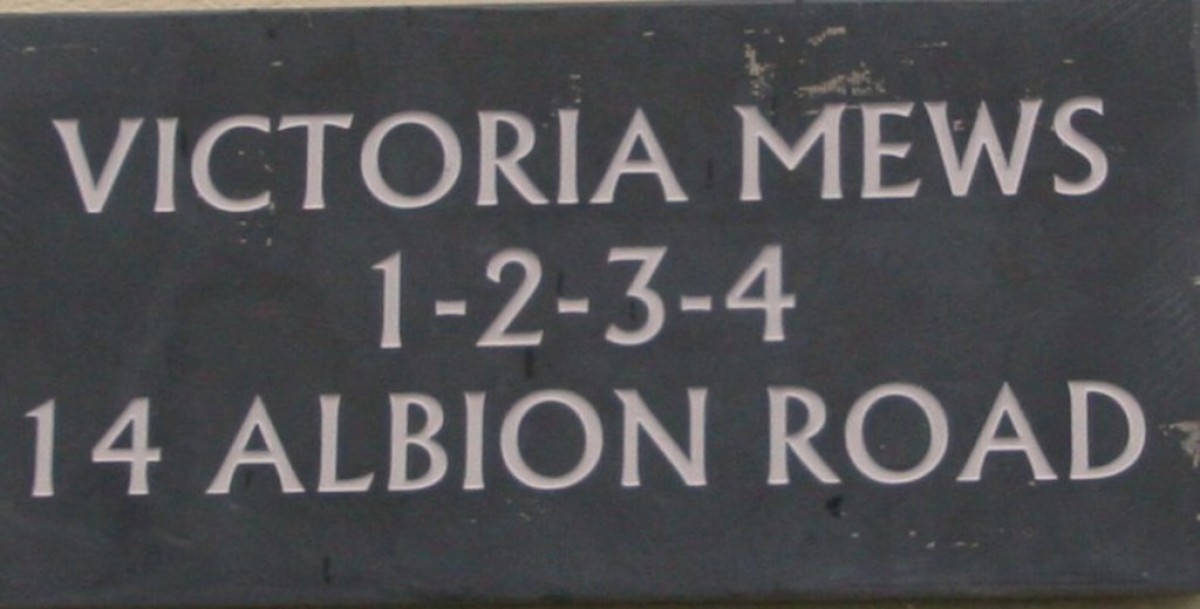 VICTORIA MEWS
1-2-3-4
14 ALBION ROAD